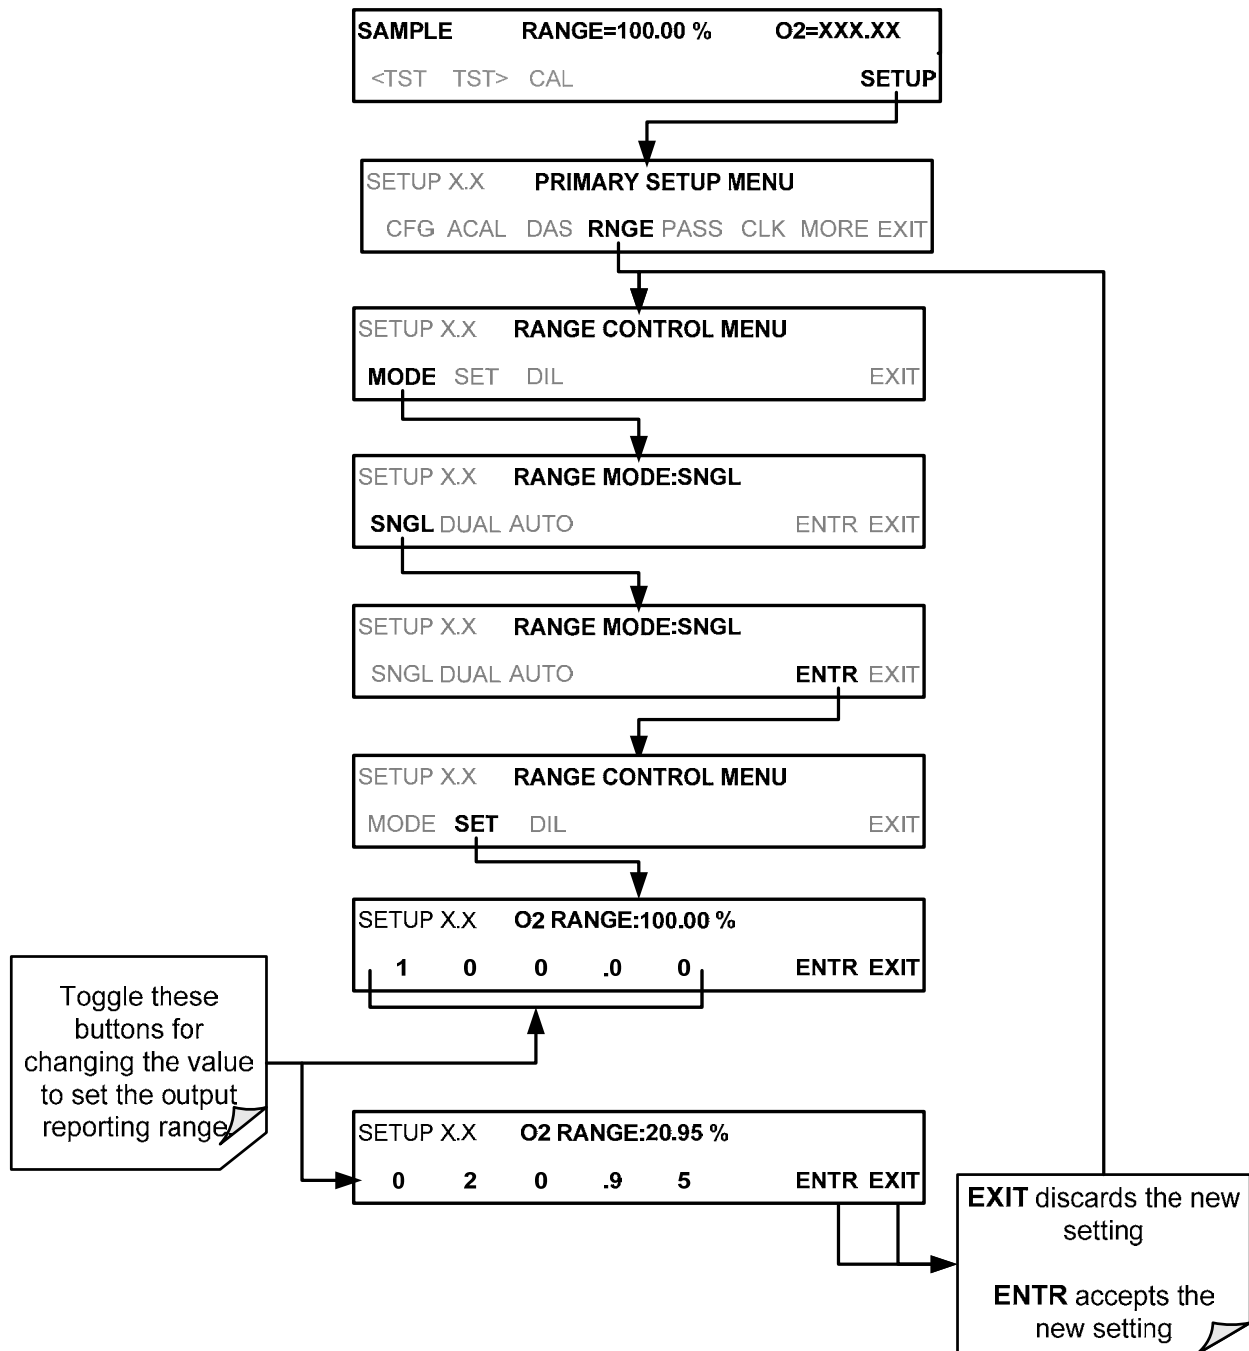 SAMPLE RANGE=100.00 % O2=XXX.XX
<TST TST> CAL SETUP
SETUP X.X PRIMARY SETUP MENU
CFG ACAL DAS RNGE PASS CLK MORE EXIT
SETUP X.X RANGE CONTROL MENU
MODE SET DIL EXIT
SETUP X.X RANGE MODE:SNGL
SNGL DUAL AUTO ENTR EXIT
SETUP X.X RANGE MODE:SNGL
SNGL DUAL AUTO ENTR EXIT
SETUP X.X RANGE CONTROL MENU
MODE SET DIL EXIT
SETUP X.X O2 RANGE:100.00 %
1 0 0 .0 0 ENTR EXIT
Toggle these
buttons for
changing the value
to set the output
reporting range
SETUP X.X O2 RANGE:20.95 %
0 2 0 .9 5 ENTR EXIT
EXIT discards the new
setting
ENTR accepts the
new setting